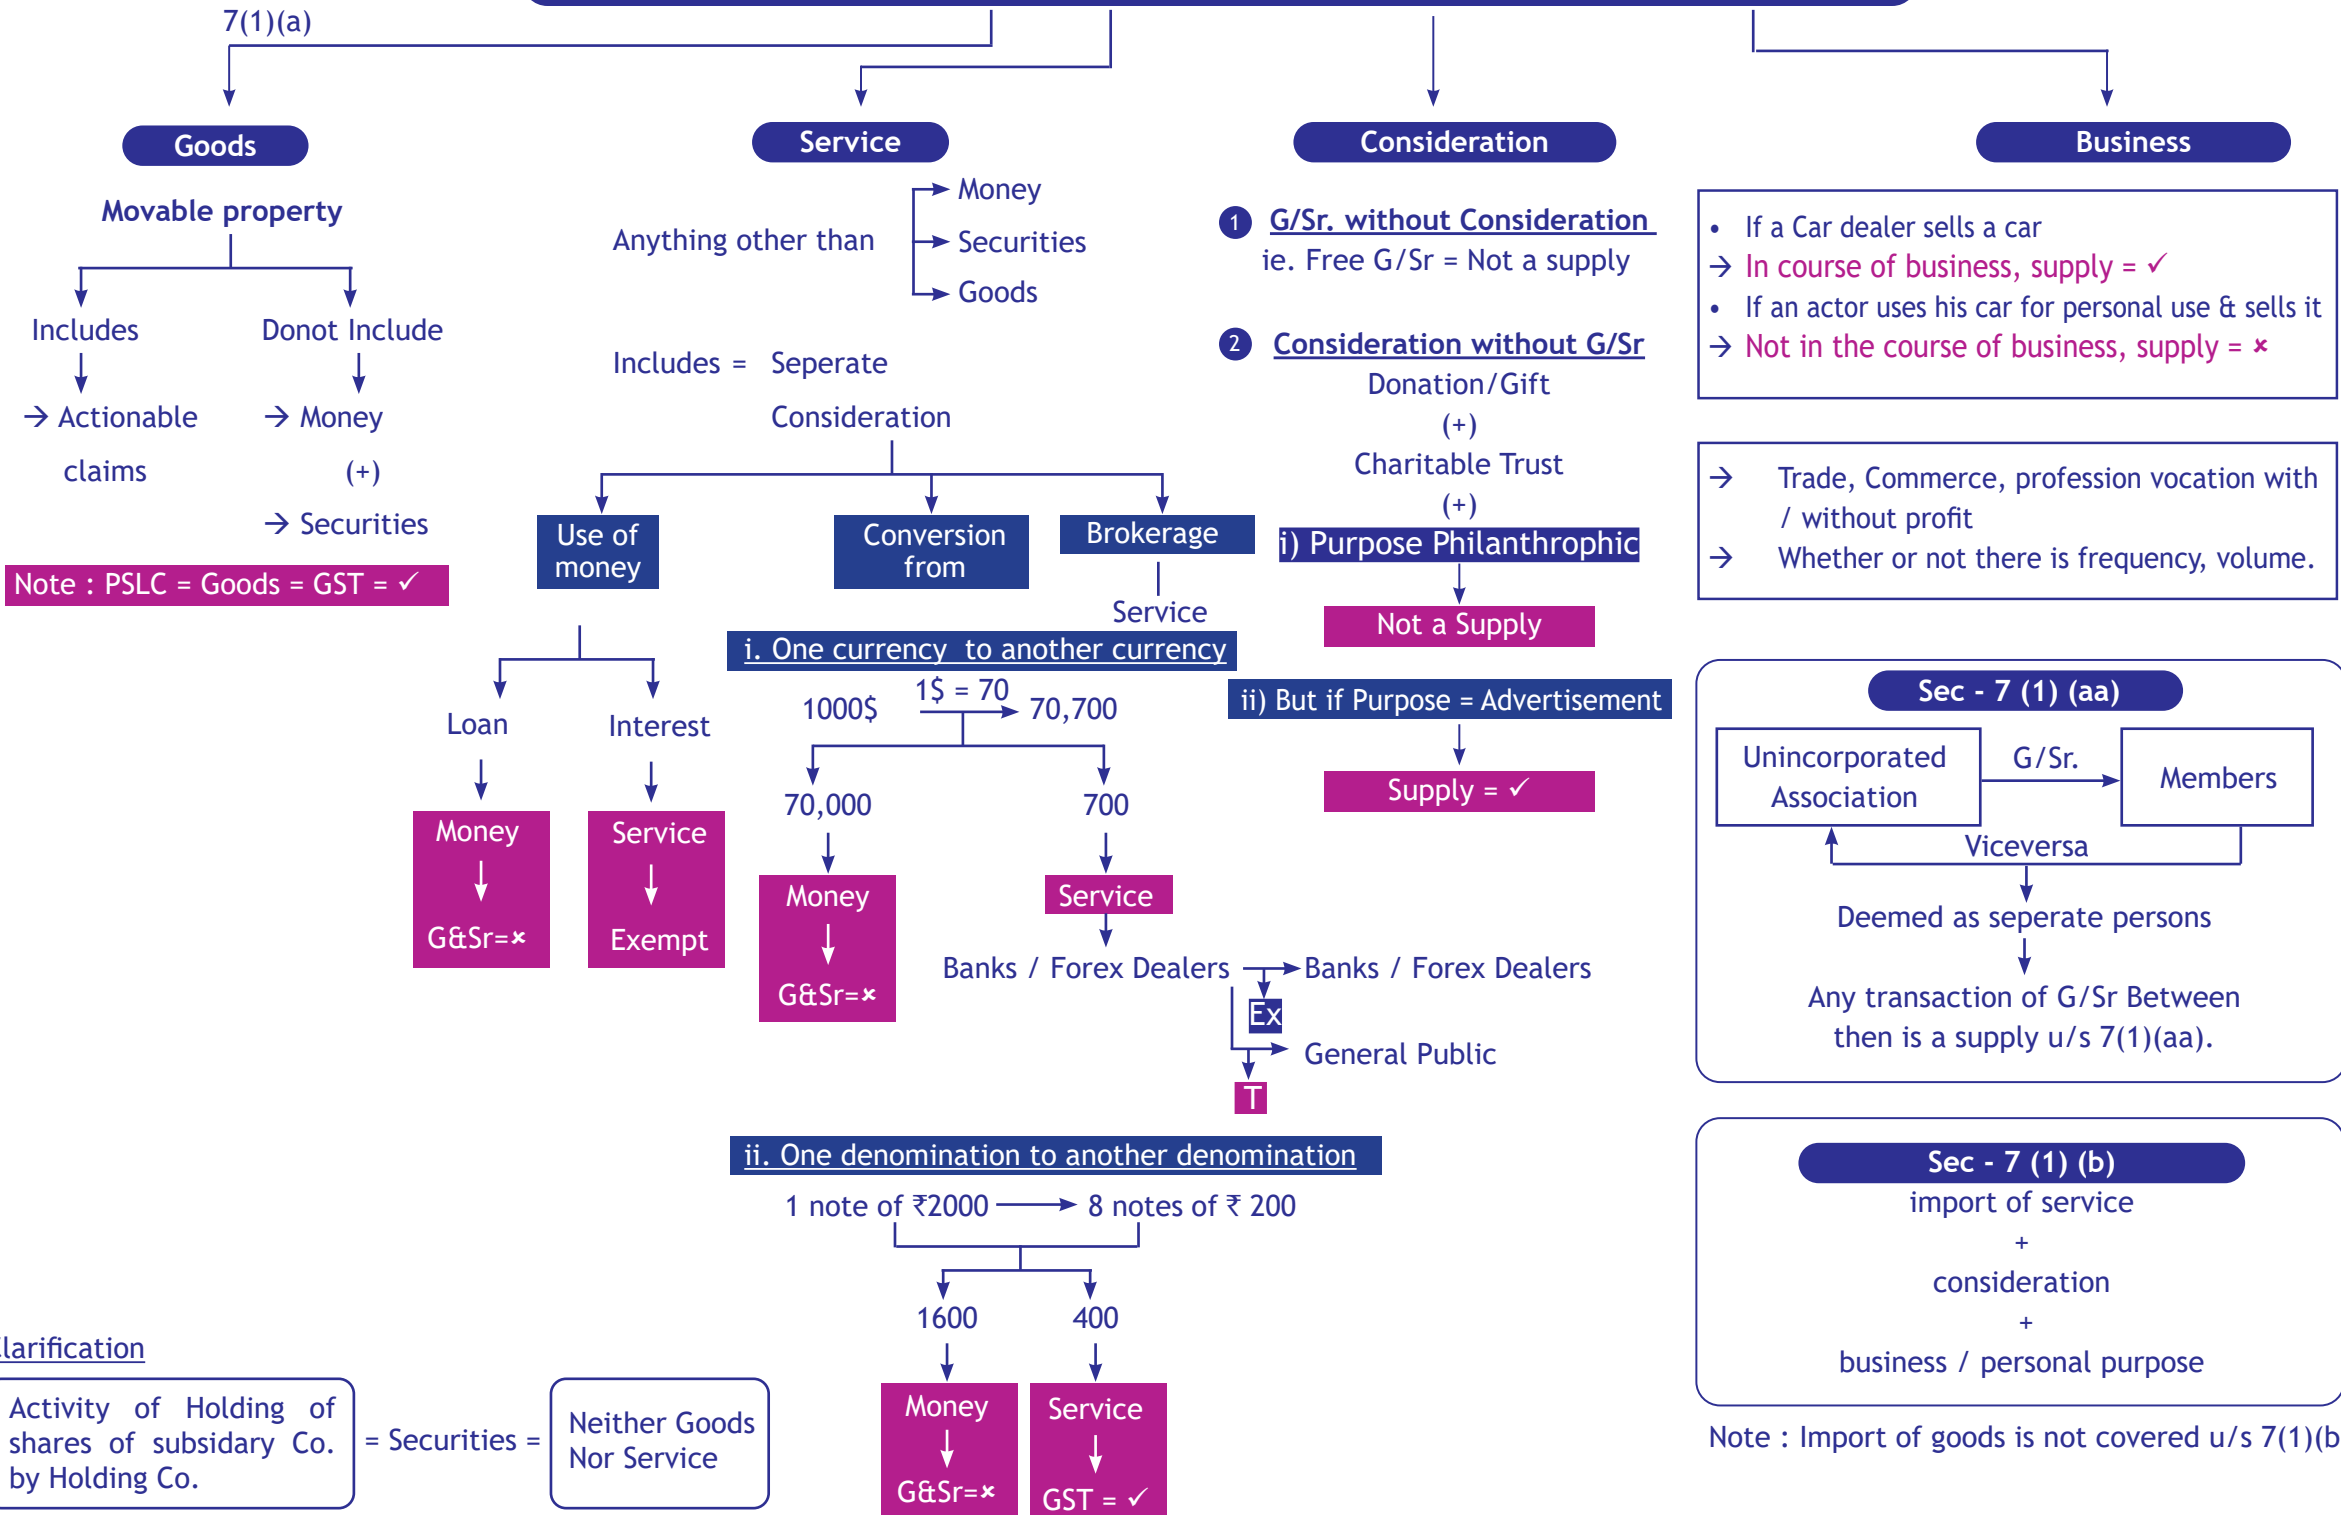 7(1)(a)
Goods
Movable property
Includes
Donot Include
→ Actionable
claims
→ Money
(+)
→ Securities
Note : PSLC = Goods = GST = ✓
Service
Anything other than
Money
Securities
Goods
Includes = Seperate
Consideration
Use of
money
Conversion
from
Brokerage
Service
Loan
Interest
Money
G&Sr=×
Service
Exempt
i. One currency to another currency
1000$
1$ = 70
70,700
70,000
700
Money
G&Sr=×
Service
Banks / Forex Dealers
Banks / Forex Dealers
Ex
General Public
T
ii. One denomination to another denomination
1 note of ₹2000
8 notes of ₹ 200
1600
400
Money
G&Sr=×
Service
GST = ✓
Consideration
1 G/Sr. without Consideration
ie. Free G/Sr = Not a supply
2 Consideration without G/Sr
Donation/Gift
(+)
Charitable Trust
(+)
i) Purpose Philanthrophic
Not a Supply
ii) But if Purpose = Advertisement
Supply = ✓
Business
• If a Car dealer sells a car
→ In course of business, supply = ✓
• If an actor uses his car for personal use & sells it
→ Not in the course of business, supply = ×
→ Trade, Commerce, profession vocation with
/ without profit
→ Whether or not there is frequency, volume.
Sec - 7 (1) (aa)
Unincorporated
Association
G/Sr.
Members
Viceversa
Deemed as seperate persons
Any transaction of G/Sr Between
then is a supply u/s 7(1)(aa).
Sec - 7 (1) (b)
import of service
+
consideration
+
business / personal purpose
Note : Import of goods is not covered u/s 7(1)(b
larification
Activity of Holding of
shares of subsidary Co.
by Holding Co.
= Securities =
Neither Goods
Nor Service